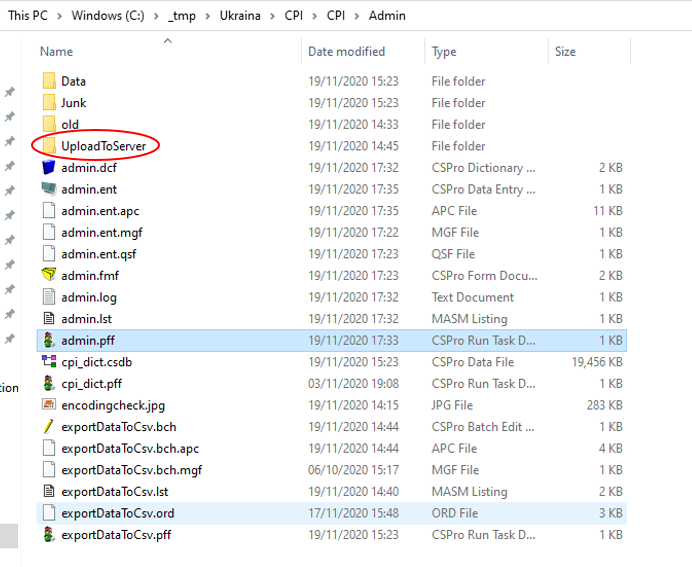 This PC > Windows (C:) > _tmp > Ukraina > CPI > CPI > Admin
Name Date modified Type Size
Data 19/11/2020 15:23 File folder
Junk 19/11/2020 15:23 File folder
old 19/11/2020 14:33 File folder
UploadToServer 19/11/2020 14:45 File folder
admin.dcf 19/11/2020 17:32 CSPro Dictionary ... 2 KB
admin.ent 19/11/2020 17:35 CSPro Data Entry ... 1 KB
admin.ent.apc 19/11/2020 17:35 APC File 11 KB
admin.ent.mgf 19/11/2020 17:22 MGF File 1 KB
admin.ent.qsf 19/11/2020 17:23 QSF File 1 KB
admin.fmf 19/11/2020 17:23 CSPro Form Docu... 2 KB
admin.log 19/11/2020 17:32 Text Document 1 KB
admin.lst 19/11/2020 17:32 MASM Listing 1 KB
admin.pff 19/11/2020 17:33 CSPro Run Task D... 1 KB
cpi_dict.csdb 19/11/2020 15:23 CSPro Data File 19,456 KB
cpi_dict.pff 03/11/2020 19:08 CSPro Run Task D... 1 KB
tion
encodingcheck.jpg 19/11/2020 14:15 JPG File 283 KB
exportDataToCsv.bch 19/11/2020 14:44 CSPro Batch Edit ... 1 KB
exportDataToCsv.bch.apc 19/11/2020 14:44 APC File 4 KB
exportDataToCsv.bch.mgf 06/10/2020 15:17 MGF File 1 KB
exportDataToCsv.lst 19/11/2020 14:40 MASM Listing 2 KB
exportDataToCsv.ord 17/11/2020 15:48 ORD File 3 KB
exportDataToCsv.pff 19/11/2020 15:23 CSPro Run Task D... 1 KB